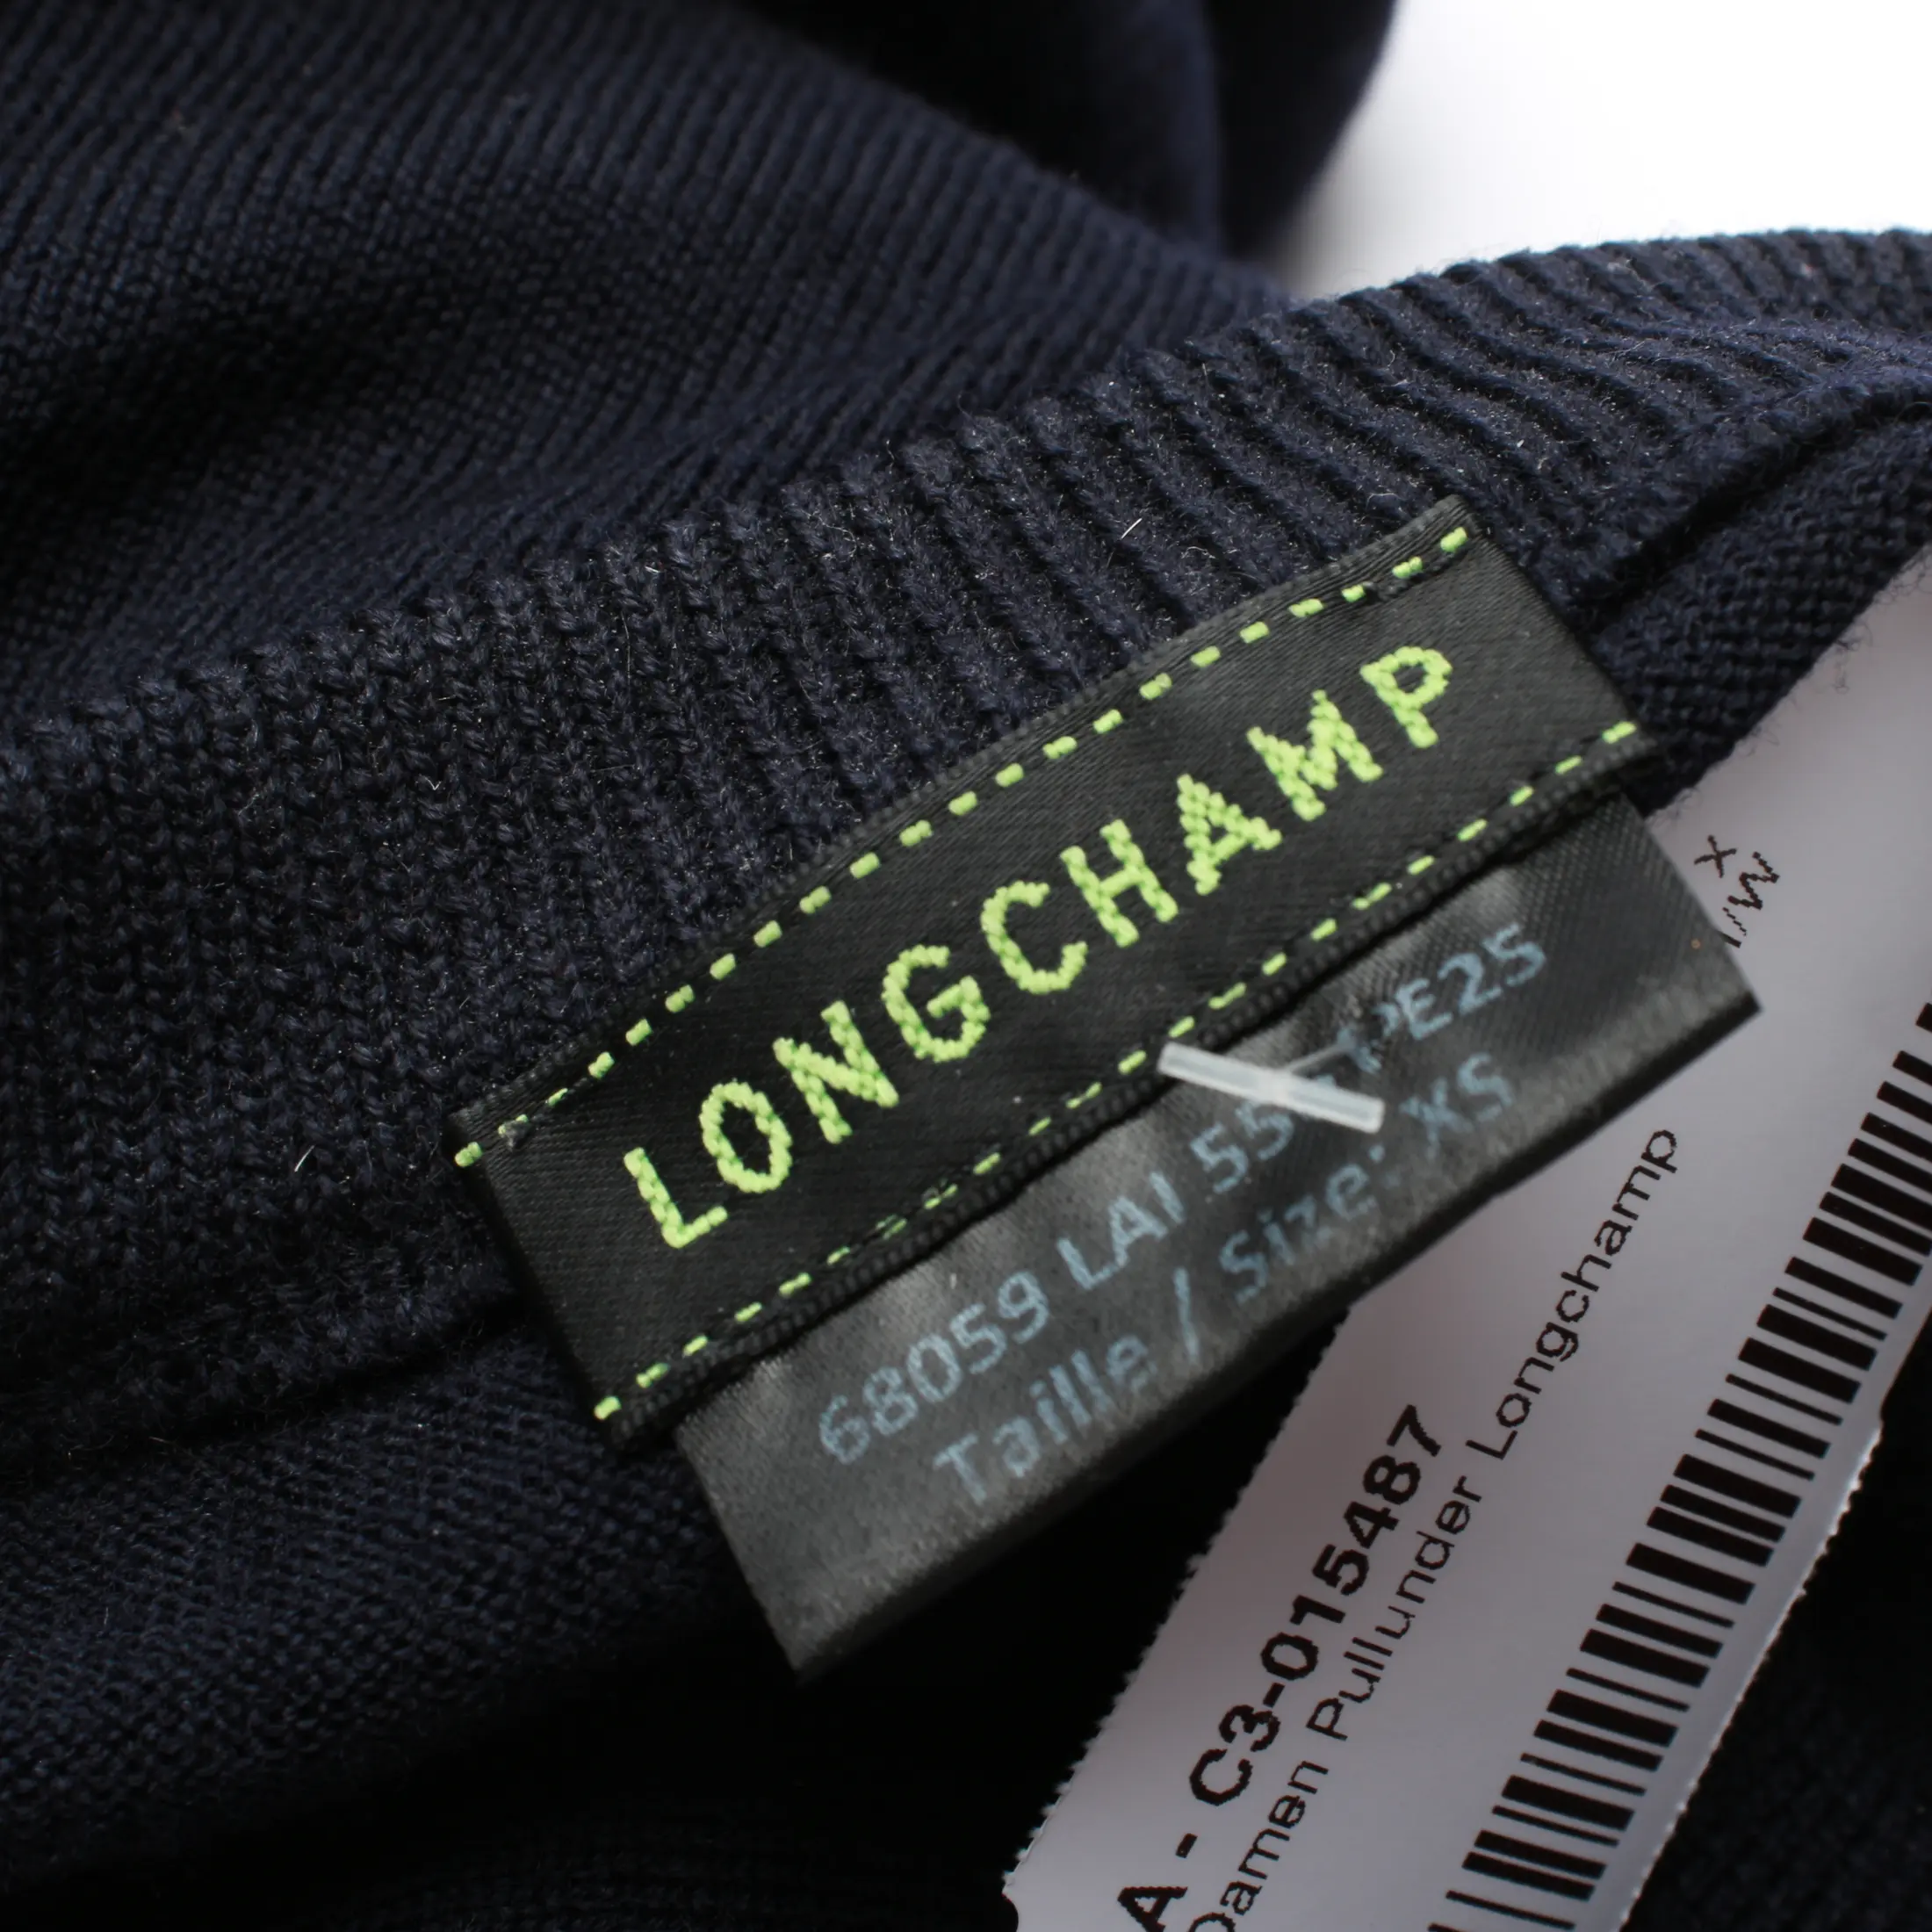 LONGCHAMP
68059 LAI 55 PE25
Taille / Size: XS
A - C3-015487
Damen Pullunder Longchamp